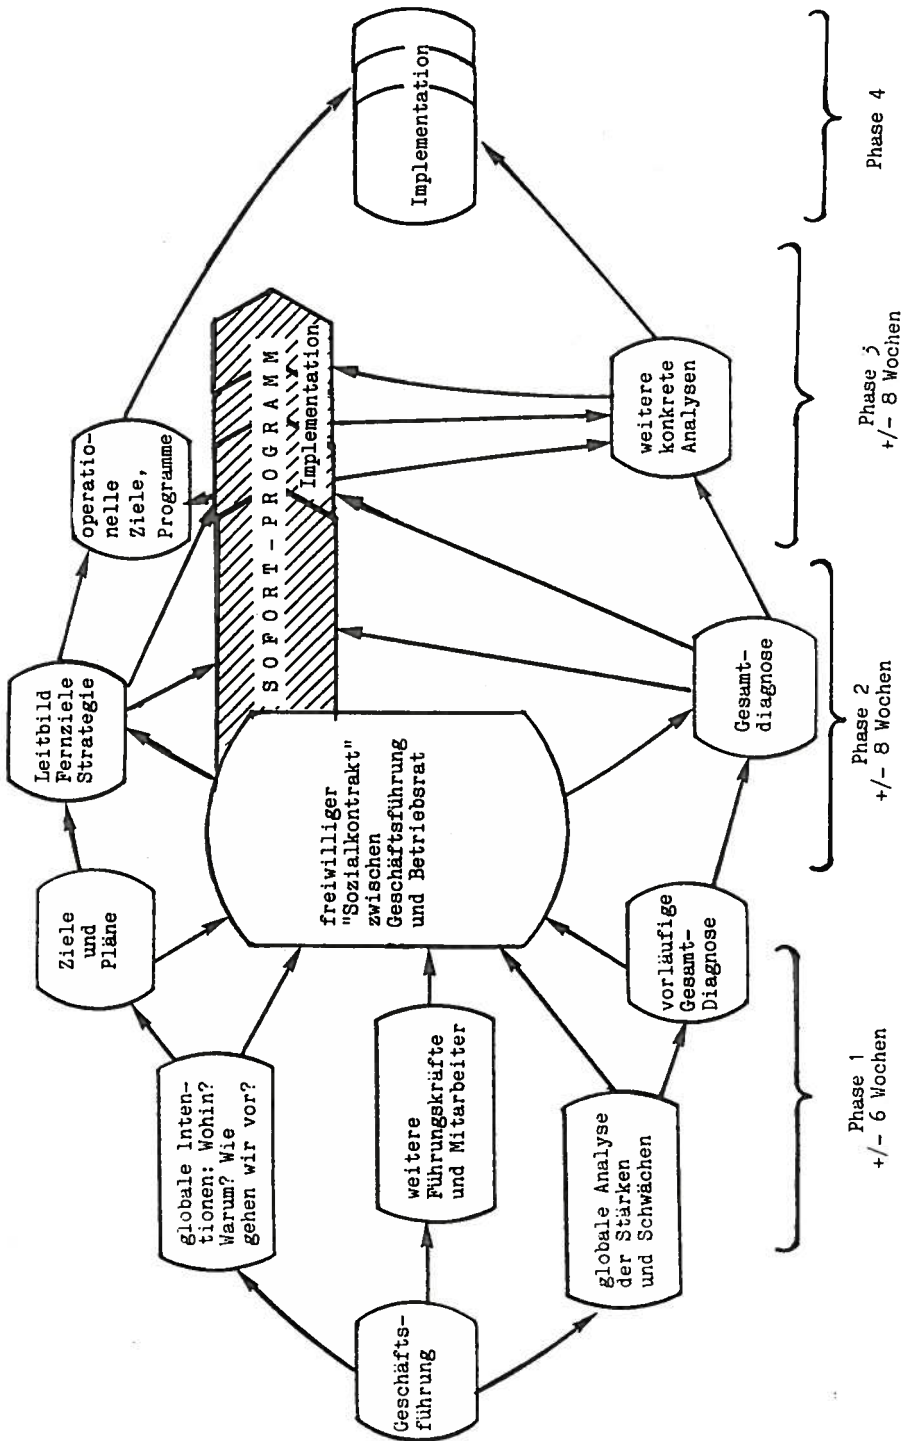 Geschäfts-
führung
globale Inten-
tionen: Wohin?
Warum? Wie
gehen wir vor?
weitere
Führungskräfte
und Mitarbeiter
globale Analyse
der Stärken
und Schwächen
Ziele
und
Pläne
vorläufige
Gesamt-
Diagnose
freiwilliger
"Sozialkontrakt"
zwischen
Geschäftsführung
und Betriebsrat
Leitbild
Fernziele
Strategie
Gesamt-
diagnose
SOFORT-PROGRAMM
Implementation
operatio-
nelle
Ziele,
Programme
weitere
konkrete
Analysen
Implementation
Phase 1
+/- 6 Wochen
Phase 2
+/- 8 Wochen
Phase 3
+/- 8 Wochen
Phase 4